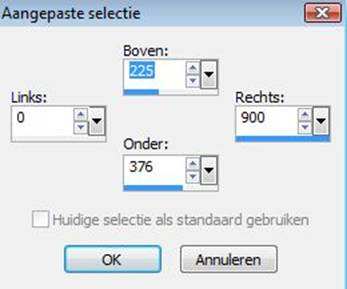 Aangepaste selectie
Boven:
225
Links:
0
Rechts:
900
Onder:
376
Huidige selectie als standaard gebruiken
OK
Annuleren